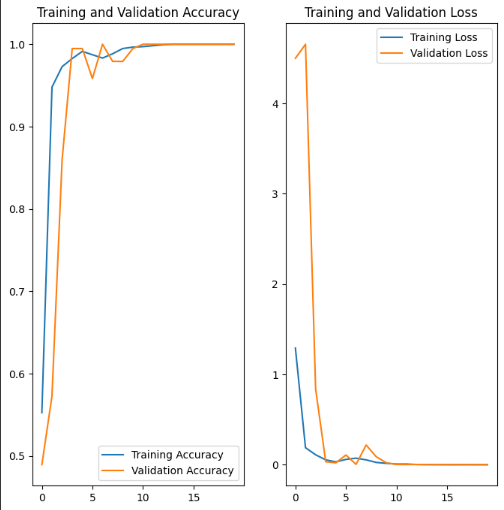 Training and Validation Accuracy
1.0
0.9
0.8
0.7
0.6
0.5
Training Accuracy
Validation Accuracy
0 5 10 15
Training and Validation Loss
Training Loss
Validation Loss
4
3
2
1
0
0 5 10 15